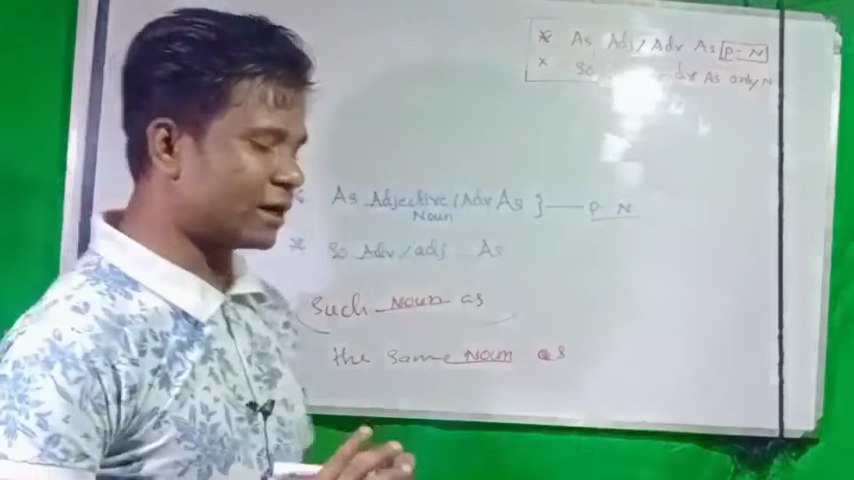 * As Adj/Adv As P-N
* So Adv As only N
* As Adjective/Adv As } — P-N
Noun
* So Adv/adj As
Such Noun as
the same Noun as